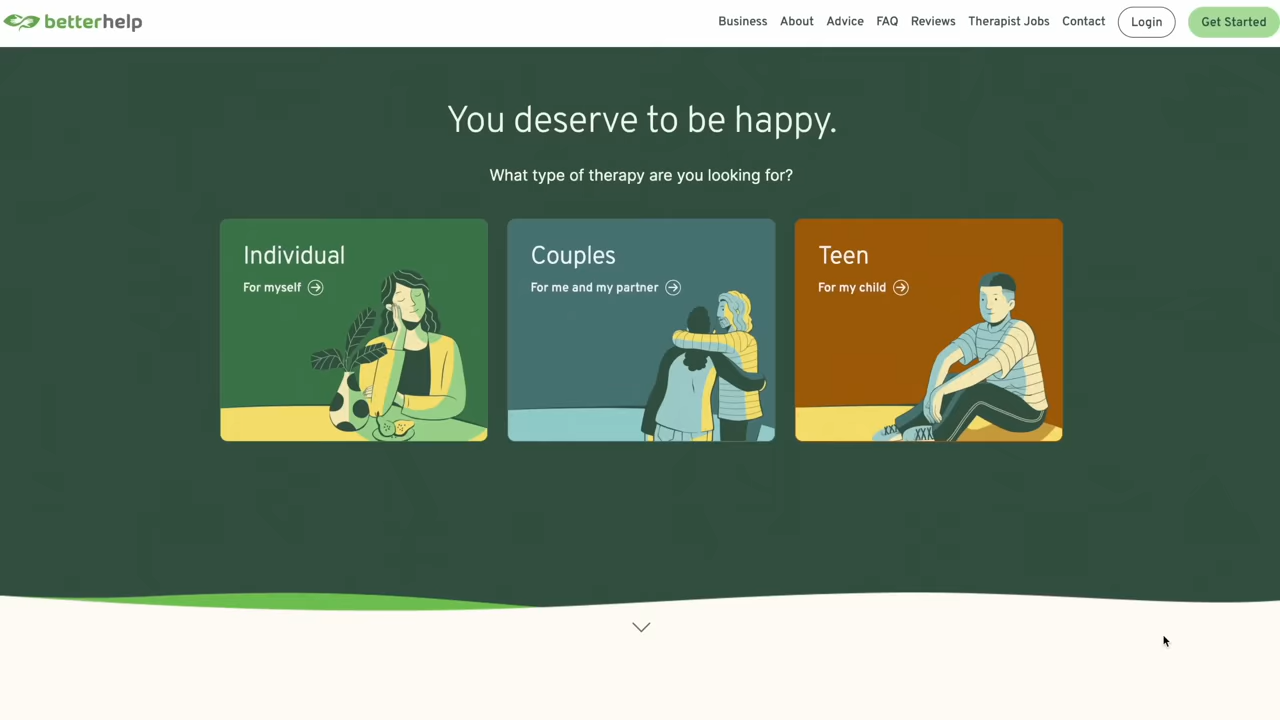 betterhelp
Business About Advice FAQ Reviews Therapist Jobs Contact Login Get Started
You deserve to be happy.
What type of therapy are you looking for?
Individual
For myself
Couples
For me and my partner
Teen
For my child